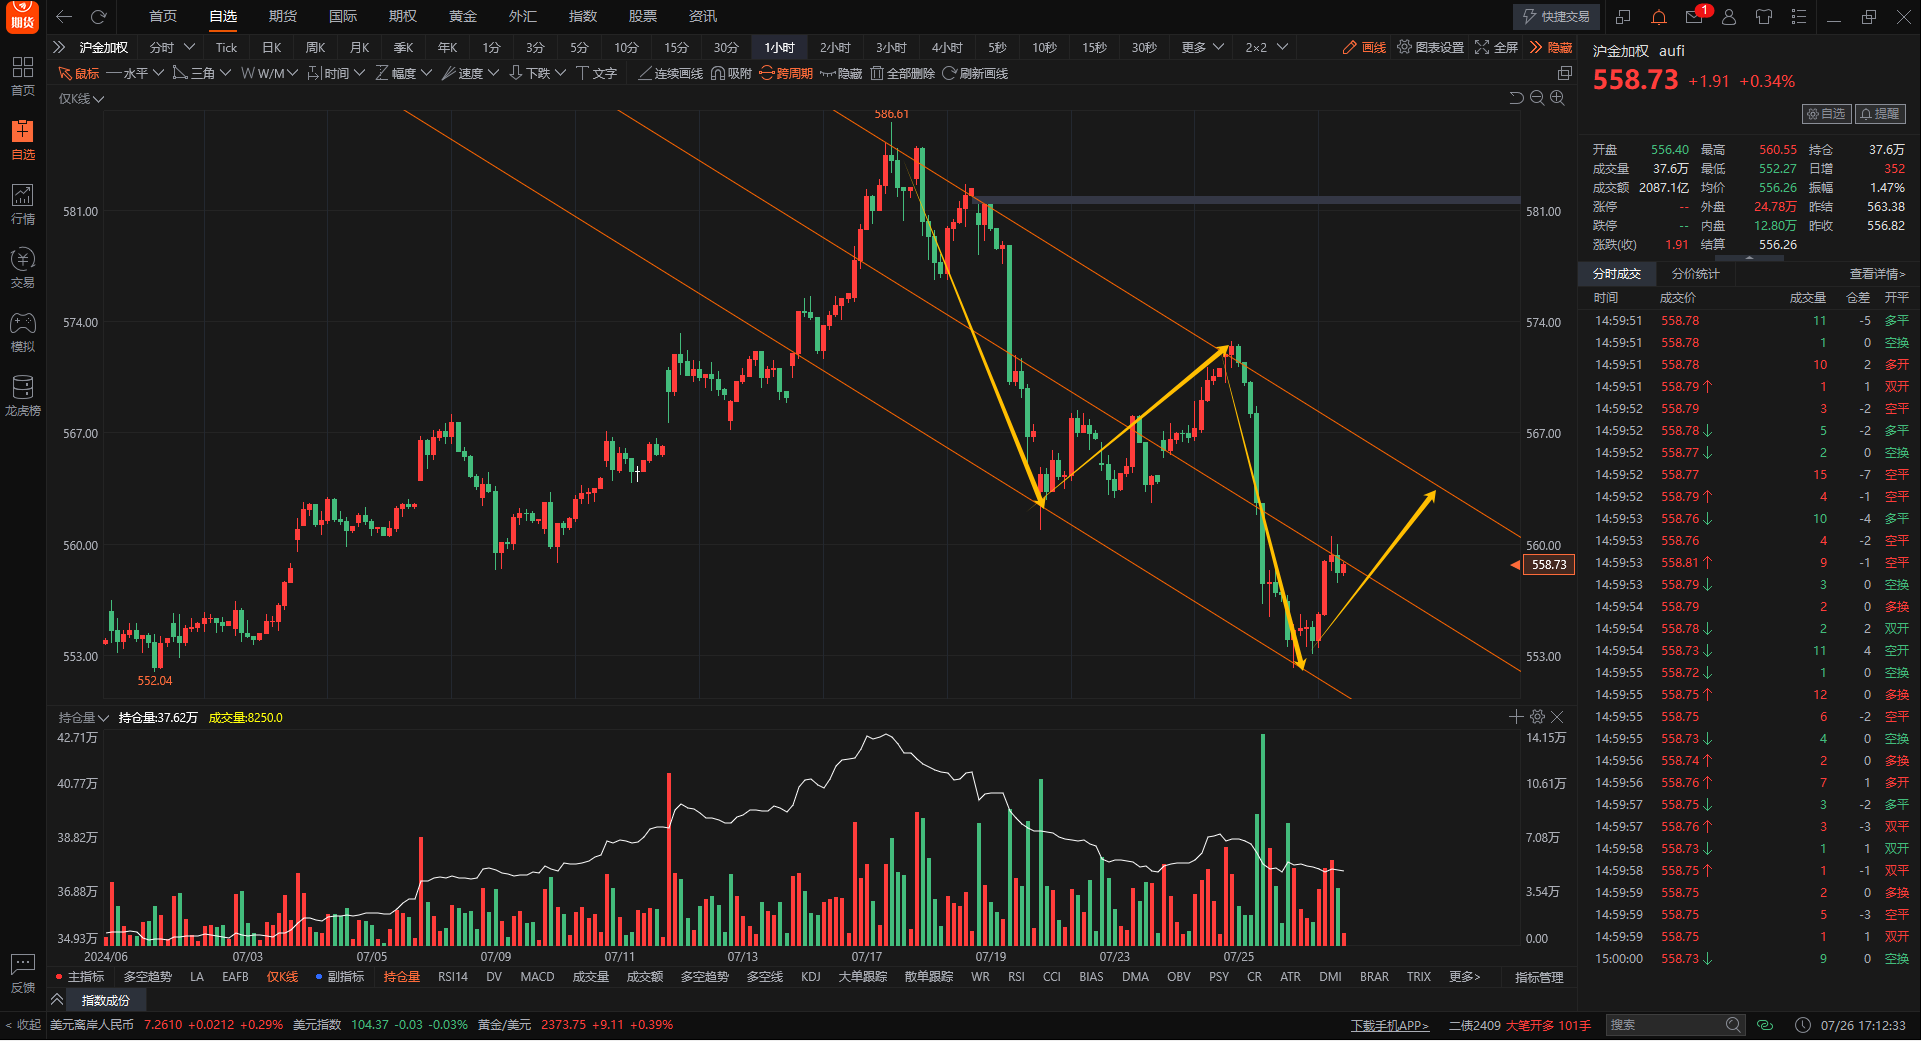 期货
首页 自选 期货 国际 期权 黄金 外汇 指数 股票 资讯
快捷交易 1
沪金加权 分时 Tick 日K 周K 月K 季K 年K 1分 3分 5分 10分 15分 30分 1小时 2小时 3小时 4小时 5秒 10秒 15秒 30秒 更多 2×2 画线 图表设置 全屏 隐藏
鼠标 水平 三角 W/M 时间 幅度 速度 下跌 文字 连续画线 吸附 跨周期 隐藏 全部删除 刷新画线
仅K线
首页
自选
行情
交易
模拟
龙虎榜
反馈
< 收起
586.61
581.00 581.00
574.00 574.00
567.00 567.00
560.00 560.00
558.73
553.00 553.00
552.04
持仓量 持仓量:37.62万 成交量:8250.0
42.71万 14.15万
40.77万 10.61万
38.82万 7.08万
36.88万 3.54万
34.93万 0.00
2024/06 07/03 07/05 07/09 07/11 07/13 07/17 07/19 07/23 07/25
主指标 多空趋势 LA EAFB 仅K线 副指标 持仓量 RSI14 DV MACD 成交量 成交额 多空趋势 多空线 KDJ 大单跟踪 散单跟踪 WR RSI CCI BIAS DMA OBV PSY CR ATR DMI BRAR TRIX 更多> 指标管理
指数成份
美元离岸人民币 7.2610 +0.0212 +0.29% 美元指数 104.37 -0.03 -0.03% 黄金/美元 2373.75 +9.11 +0.39% 下载手机APP> 二债2409 大笔开多 101手 搜索 07/26 17:12:33
沪金加权 aufi
558.73 +1.91 +0.34%
自选 提醒
开盘 556.40 最高 560.55 持仓 37.6万
成交量 37.6万 最低 552.27 日增 352
成交额 2087.1亿 均价 556.26 振幅 1.47%
涨停 -- 外盘 24.78万 昨结 563.38
跌停 -- 内盘 12.80万 昨收 556.82
涨跌(收) 1.91 结算 556.26
分时成交 分价统计 查看详情>
时间 成交价 成交量 仓差 开平
14:59:51 558.78 11 -5 多平
14:59:51 558.78 1 0 空换
14:59:51 558.78 10 2 多开
14:59:51 558.79↑ 1 1 双开
14:59:52 558.79 3 -2 空平
14:59:52 558.78↓ 5 -2 多平
14:59:52 558.77↓ 2 0 空换
14:59:52 558.77 15 -7 空平
14:59:52 558.79↑ 4 -1 空平
14:59:53 558.76↓ 10 -4 多平
14:59:53 558.76 4 -2 空平
14:59:53 558.81↑ 9 -1 空平
14:59:53 558.79↓ 3 0 空换
14:59:54 558.79 2 0 多换
14:59:54 558.78↓ 2 2 双开
14:59:54 558.73↓ 11 4 空开
14:59:55 558.72↓ 1 0 空换
14:59:55 558.75↑ 12 0 多换
14:59:55 558.75 6 -2 空平
14:59:55 558.73↓ 4 0 空换
14:59:56 558.74↑ 2 0 多换
14:59:56 558.76↑ 7 1 多开
14:59:57 558.75↓ 3 -2 多平
14:59:57 558.76↑ 3 -3 双平
14:59:58 558.73↓ 1 1 双开
14:59:58 558.75↑ 1 -1 双平
14:59:59 558.75 2 0 多换
14:59:59 558.75 5 -3 空平
14:59:59 558.75 1 1 双开
15:00:00 558.73↓ 9 0 空换